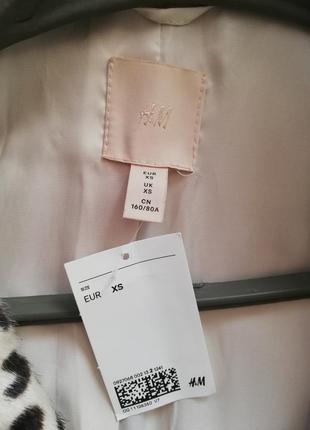 H&M
EUR
XS
UK
XS
CN
160/80A
SIZE
EUR XS
H&M